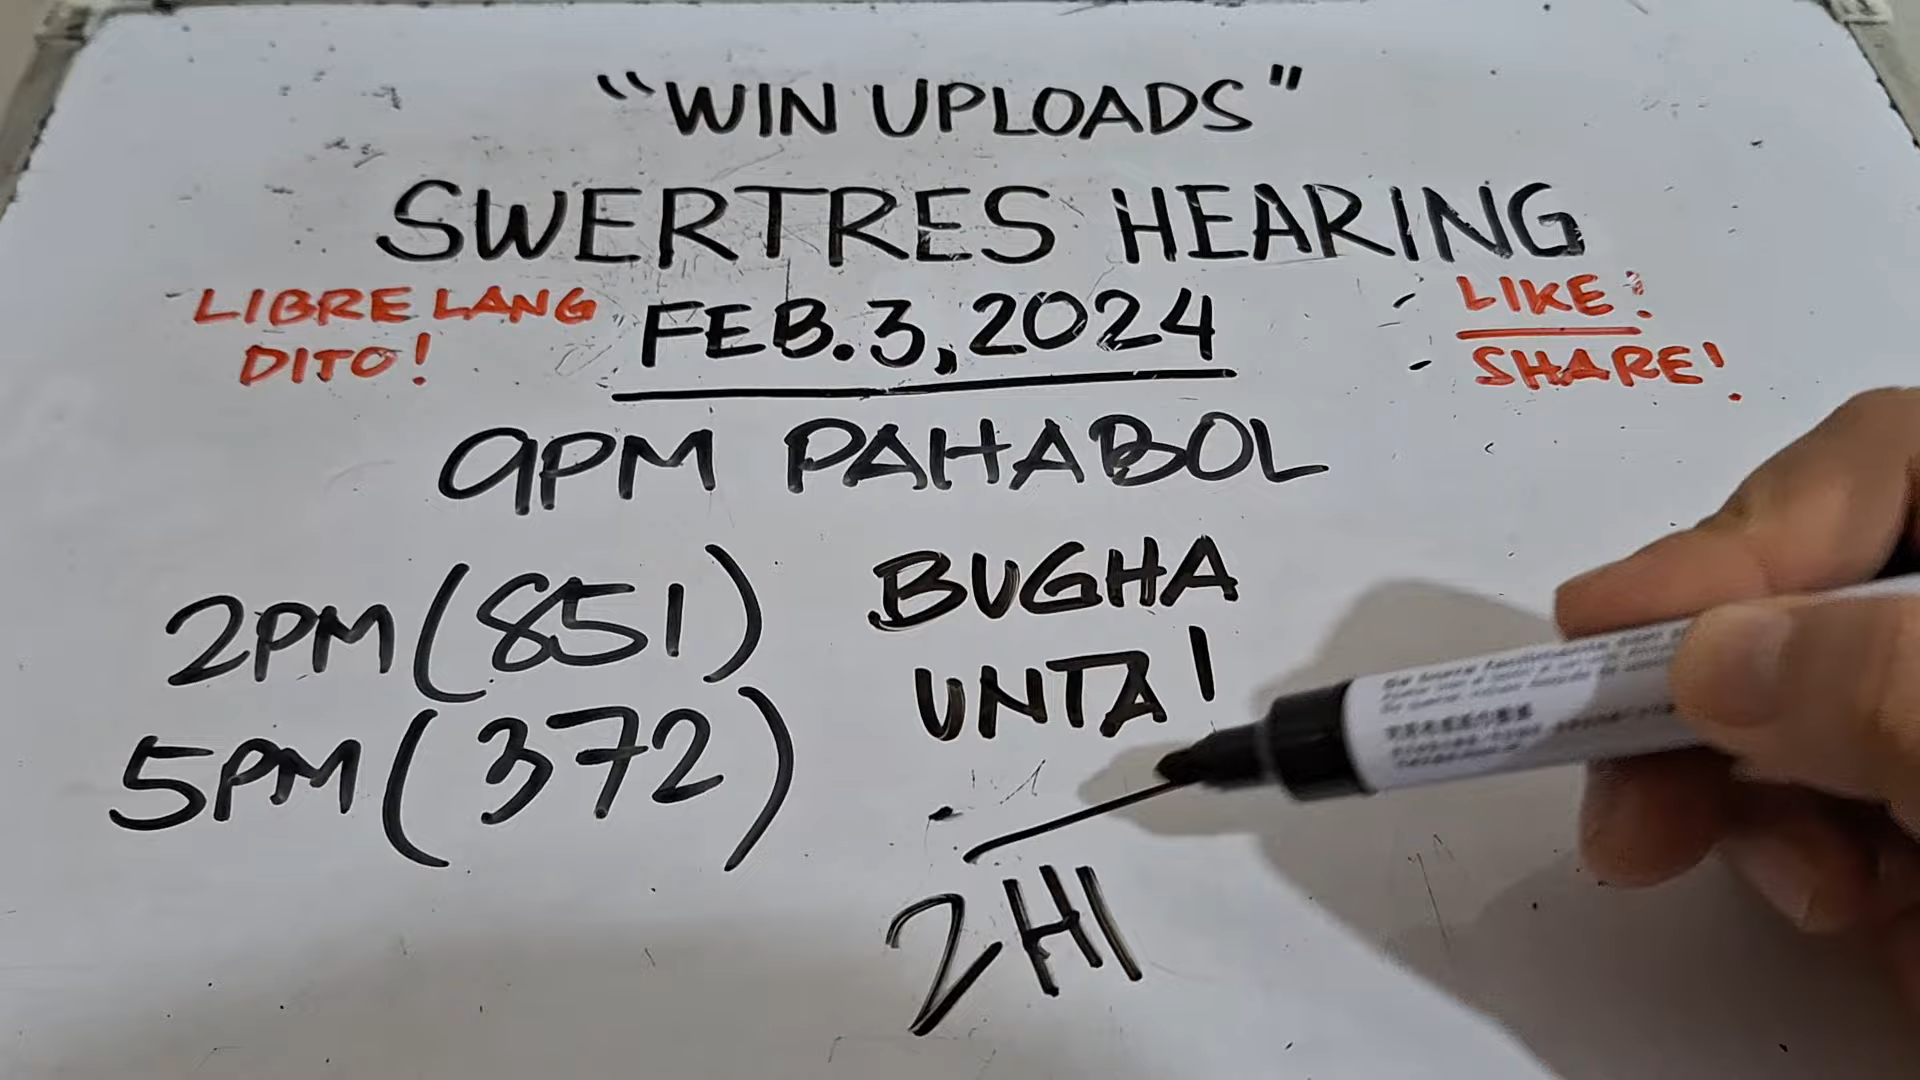 "WIN UPLOADS"
SWERTRES HEARING
LIBRE LANG
DITO!
FEB.3,2024
- LIKE!
- SHARE!
9PM PAHABOL
2PM (851)
5PM (372)
BUGHA
UNTA!
2HI